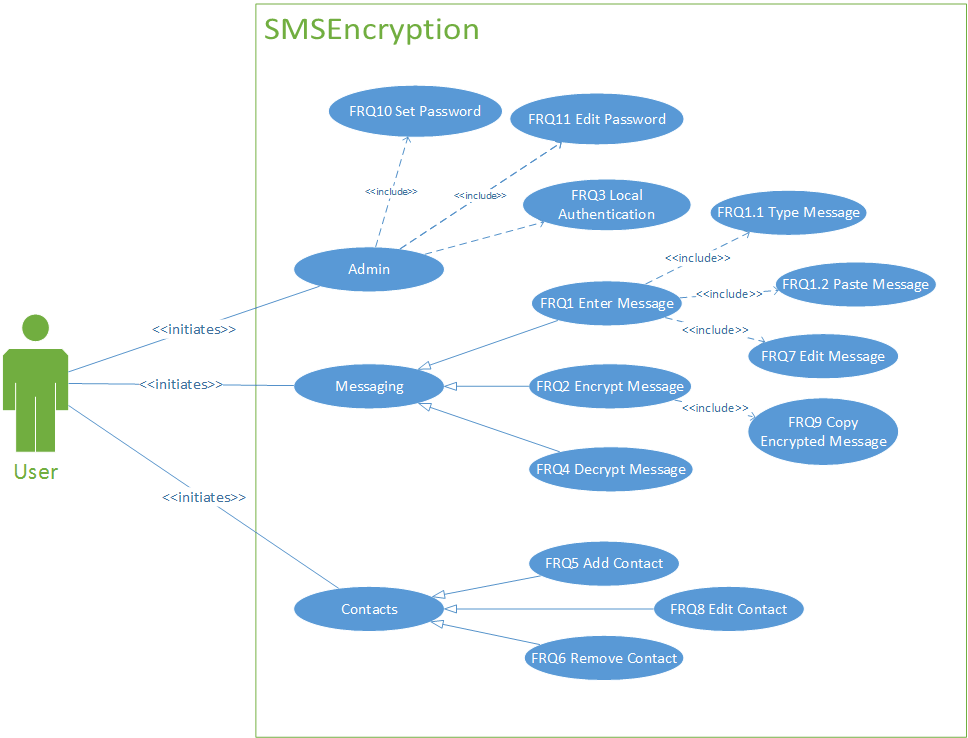 SMSEncryption
FRQ10 Set Password
FRQ11 Edit Password
<<include>>
<<include>>
FRQ3 Local
Authentication
FRQ1.1 Type Message
Admin
<<include>>
FRQ1.2 Paste Message
<<include>>
FRQ1 Enter Message
<<initiates>>
<<include>>
FRQ7 Edit Message
<<initiates>>
Messaging
FRQ2 Encrypt Message
<<include>>
FRQ9 Copy
Encrypted Message
User
FRQ4 Decrypt Message
<<initiates>>
FRQ5 Add Contact
Contacts
FRQ8 Edit Contact
FRQ6 Remove Contact